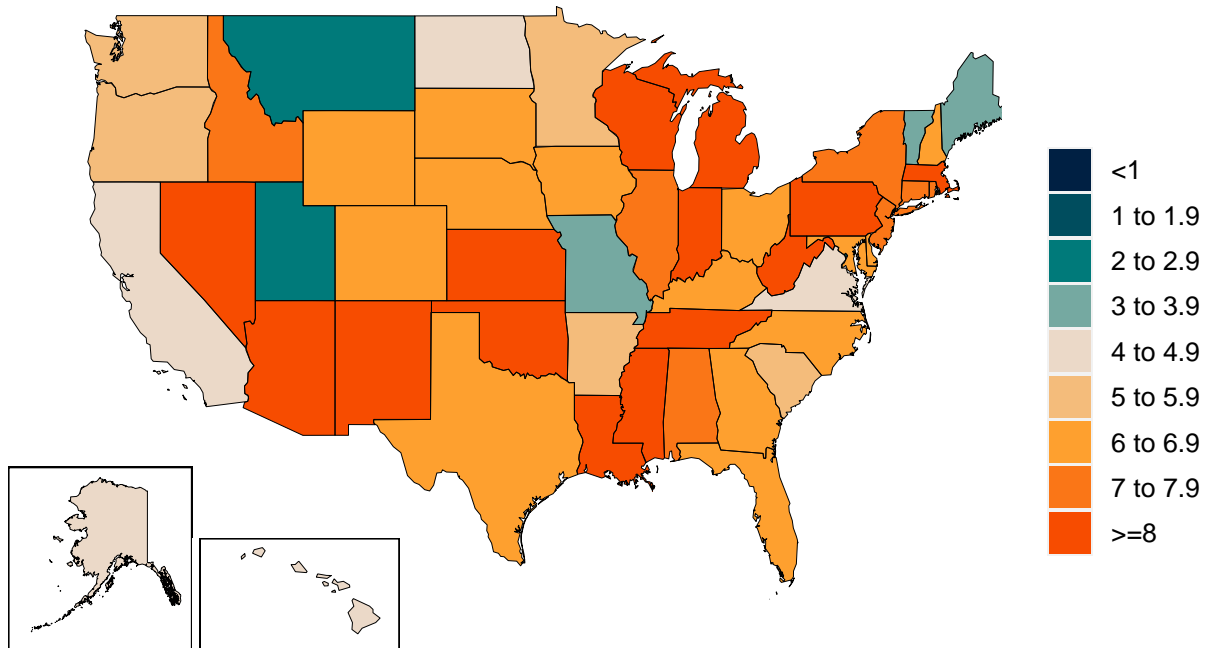 <1
1 to 1.9
2 to 2.9
3 to 3.9
4 to 4.9
5 to 5.9
6 to 6.9
7 to 7.9
>=8